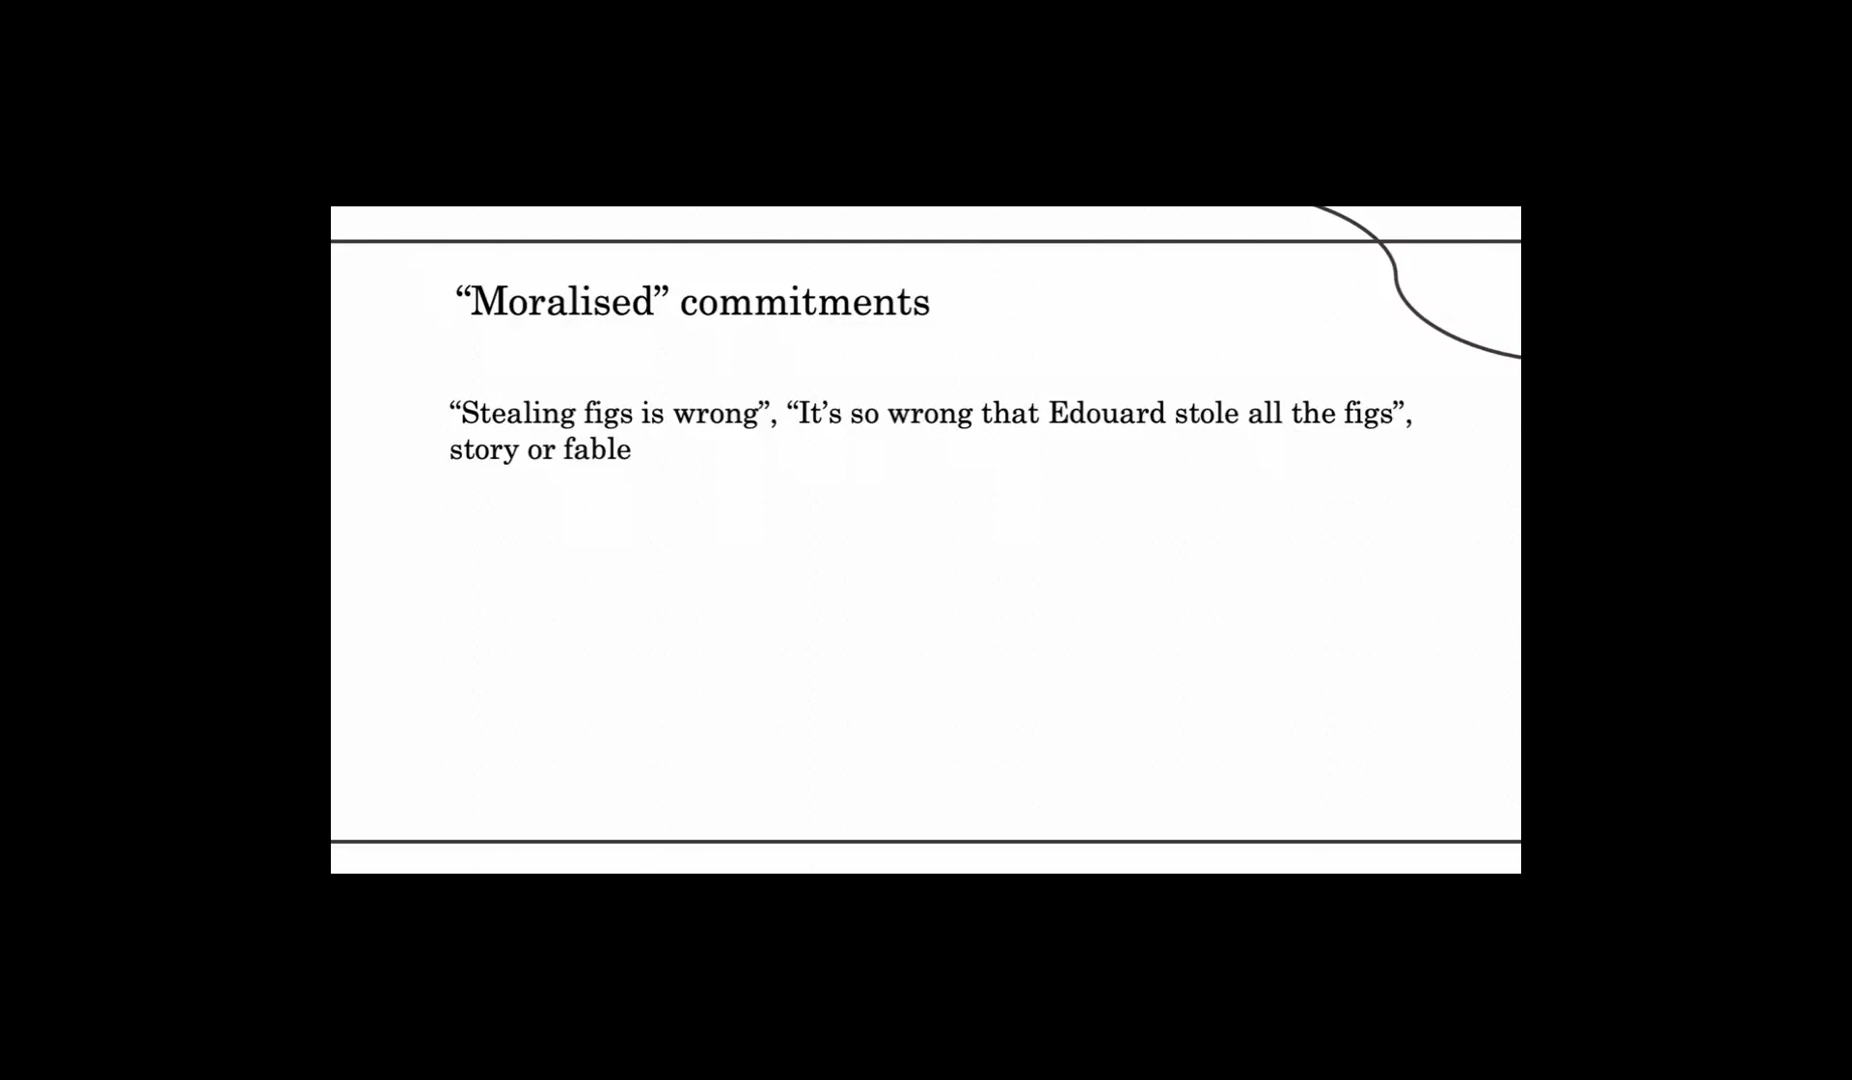 “Moralised” commitments
“Stealing figs is wrong”, “It’s so wrong that Edouard stole all the figs”,
story or fable